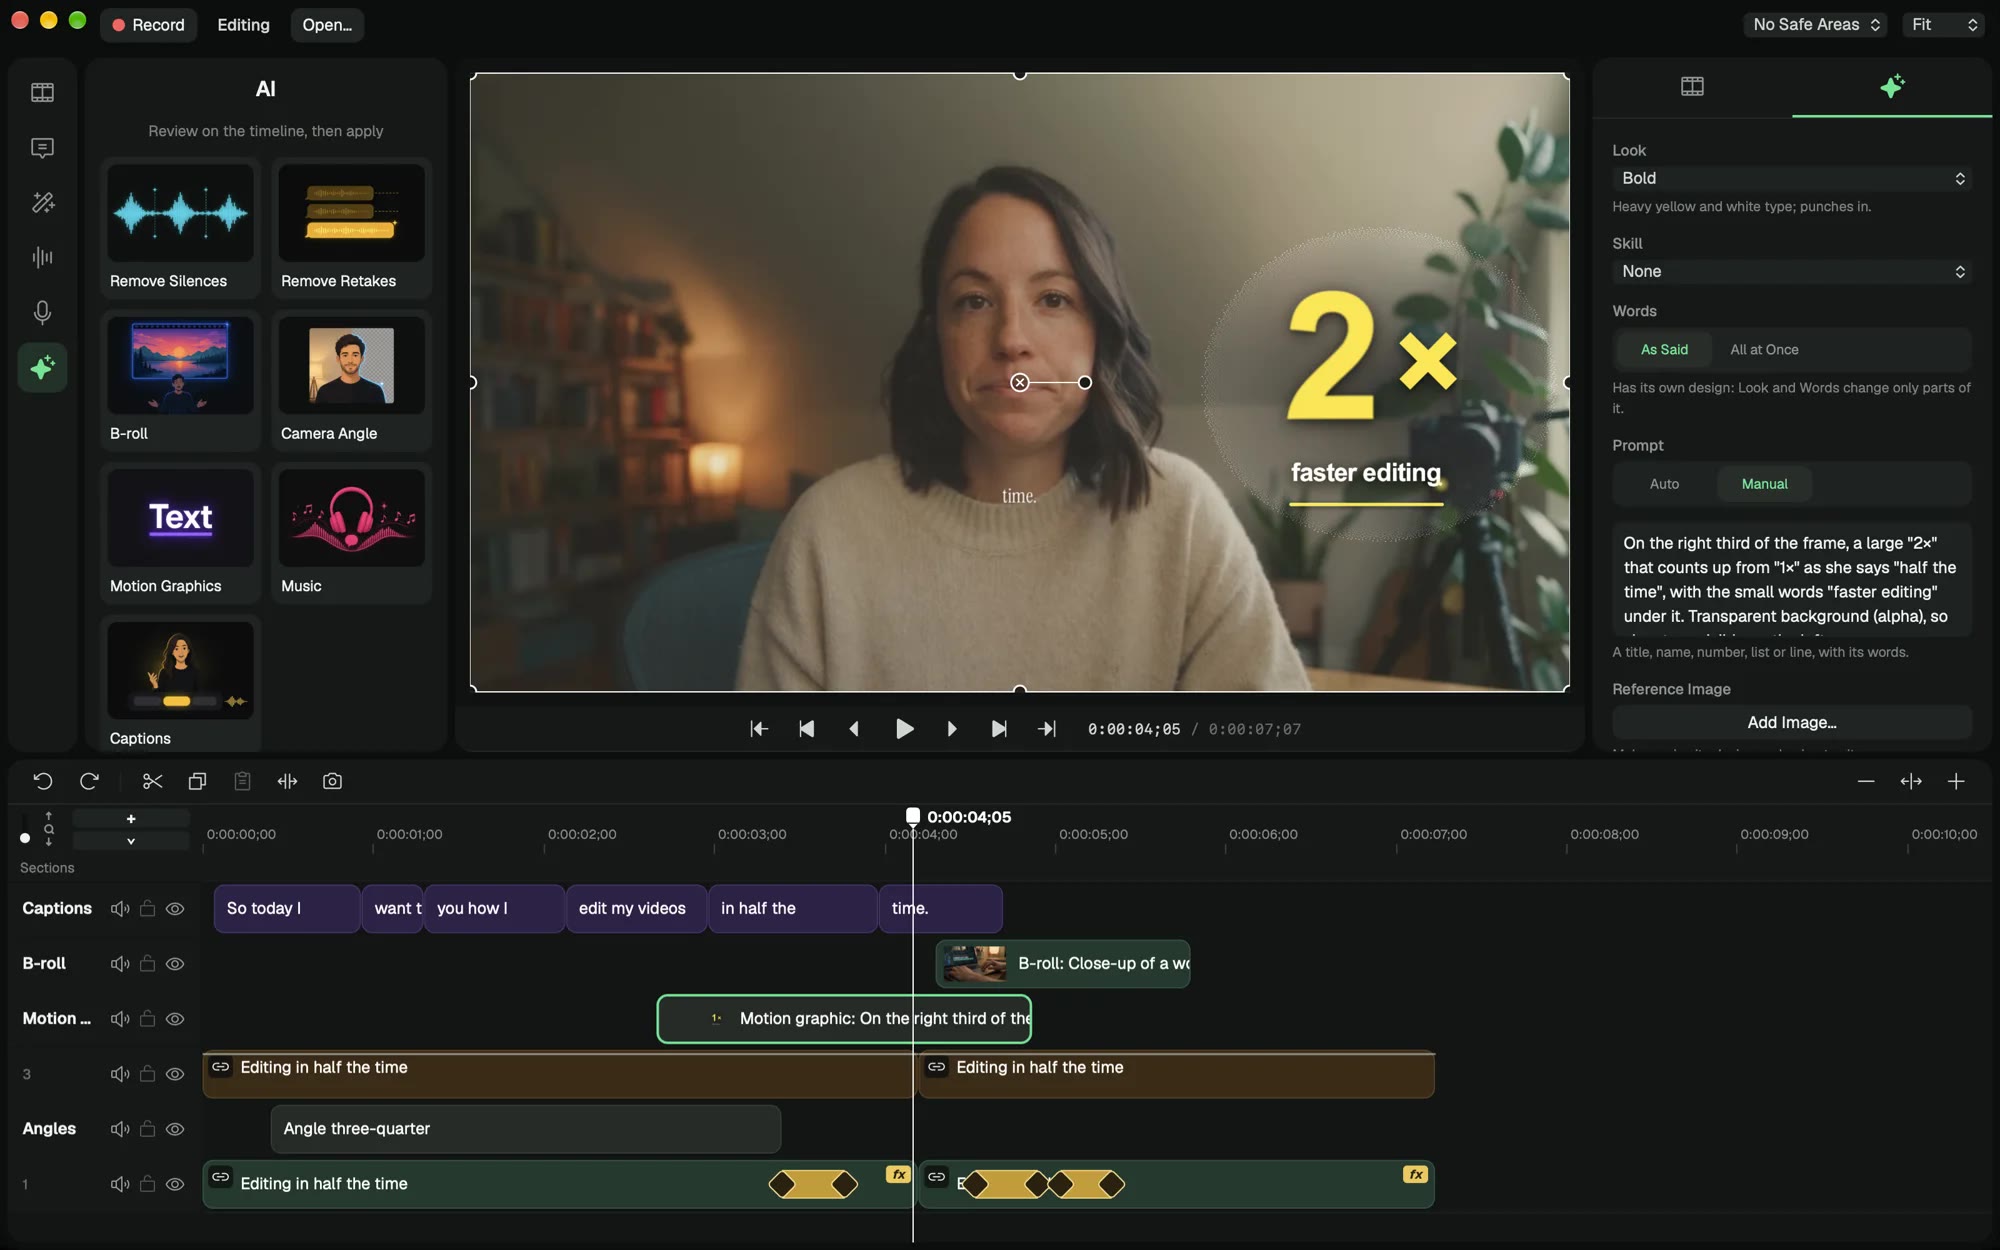 Record
Editing
Open...
No Safe Areas
Fit
AI
Review on the timeline, then apply
Remove Silences
Remove Retakes
B-roll
Camera Angle
Text
Motion Graphics
Music
Captions
2×
faster editing
time.
0:00:04;05 / 0:00:07;07
Look
Bold
Heavy yellow and white type; punches in.
Skill
None
Words
As Said
All at Once
Has its own design: Look and Words change only parts of
it.
Prompt
Auto
Manual
On the right third of the frame, a large "2×"
that counts up from "1×" as she says "half the
time", with the small words "faster editing"
under it. Transparent background (alpha), so
A title, name, number, list or line, with its words.
Reference Image
Add Image...
0:00:04;05
0:00:00;00
0:00:01;00
0:00:02;00
0:00:03;00
0:00:04;00
0:00:05;00
0:00:06;00
0:00:07;00
0:00:08;00
0:00:09;00
0:00:10;00
Sections
Captions
So today I
want t
you how I
edit my videos
in half the
time.
B-roll
B-roll: Close-up of a wo
Motion ...
1×
Motion graphic: On the right third of the
3
Editing in half the time
Editing in half the time
Angles
Angle three-quarter
1
Editing in half the time
fx
fx